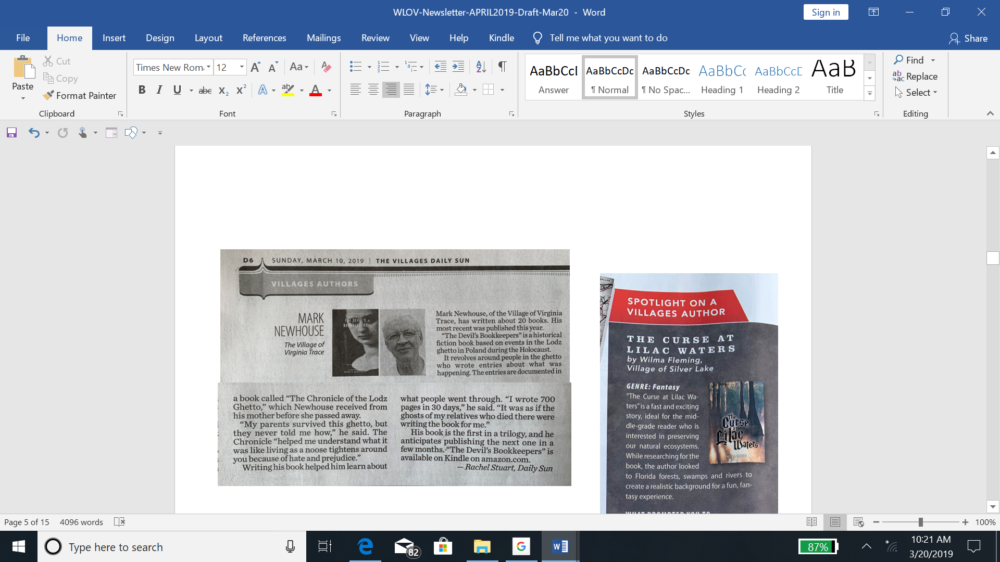 WLOV-Newsletter-APRIL2019-Draft-Mar20 - Word
Sign in
File Home Insert Design Layout References Mailings Review View Help Kindle Tell me what you want to do
Share
Paste
Cut
Copy
Format Painter
Clipboard
Times New Rom
12
Aa
B I U abc X₂ X²
A ab A
Font
Paragraph
AaBbCcl
Answer
AaBbCcDc
¶ Normal
AaBbCcDc
¶ No Spac...
AaBbCc
Heading 1
AaBbCcD
Heading 2
AaB
Title
Styles
Find
Replace
Select
Editing
D6 SUNDAY, MARCH 10, 2019 | THE VILLAGES DAILY SUN
VILLAGES AUTHORS
MARK
NEWHOUSE
The Village of
Virginia Trace
THE DEVIL'S
BOOKKEEPERS
Mark Newhouse, of the Village of Virginia
Trace, has written about 20 books. His
most recent was published this year.
“The Devil’s Bookkeepers” is a historical
fiction book based on events in the Lodz
ghetto in Poland during the Holocaust.
It revolves around people in the ghetto
who wrote entries about what was
happening. The entries are documented in
a book called “The Chronicle of the Lodz
Ghetto,” which Newhouse received from
his mother before she passed away.
“My parents survived this ghetto, but
they never told me how,” he said. The
Chronicle “helped me understand what it
was like living as a noose tightens around
you because of hate and prejudice.”
Writing his book helped him learn about
what people went through. “I wrote 700
pages in 30 days,” he said. “It was as if the
ghosts of my relatives who died there were
writing the book for me.”
His book is the first in a trilogy, and he
anticipates publishing the next one in a
few months. “The Devil’s Bookkeepers” is
available on Kindle on amazon.com.
— Rachel Stuart, Daily Sun
SPOTLIGHT ON A
VILLAGES AUTHOR
THE CURSE AT
LILAC WATERS
by Wilma Fleming,
Village of Silver Lake
GENRE: Fantasy
“The Curse at Lilac Wa-
ters” is a fast and exciting
story, ideal for the mid-
dle-grade reader who is
interested in preserving
our natural ecosystems.
While researching for the
book, the author looked
to Florida forests, swamps and rivers to
create a realistic background for a fun, fan-
tasy experience.
WHAT PROMPTED YOU TO
The
Curse
at
Lilac
Waters
Page 5 of 15 4096 words
100%
Type here to search
82
87%
10:21 AM
3/20/2019